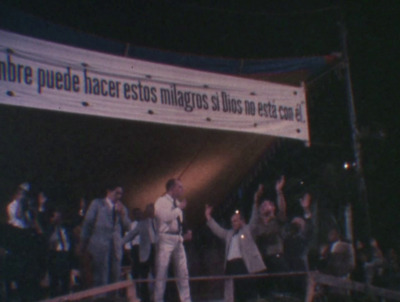 mbre puede hacer estos milagros si Dios no está con él."